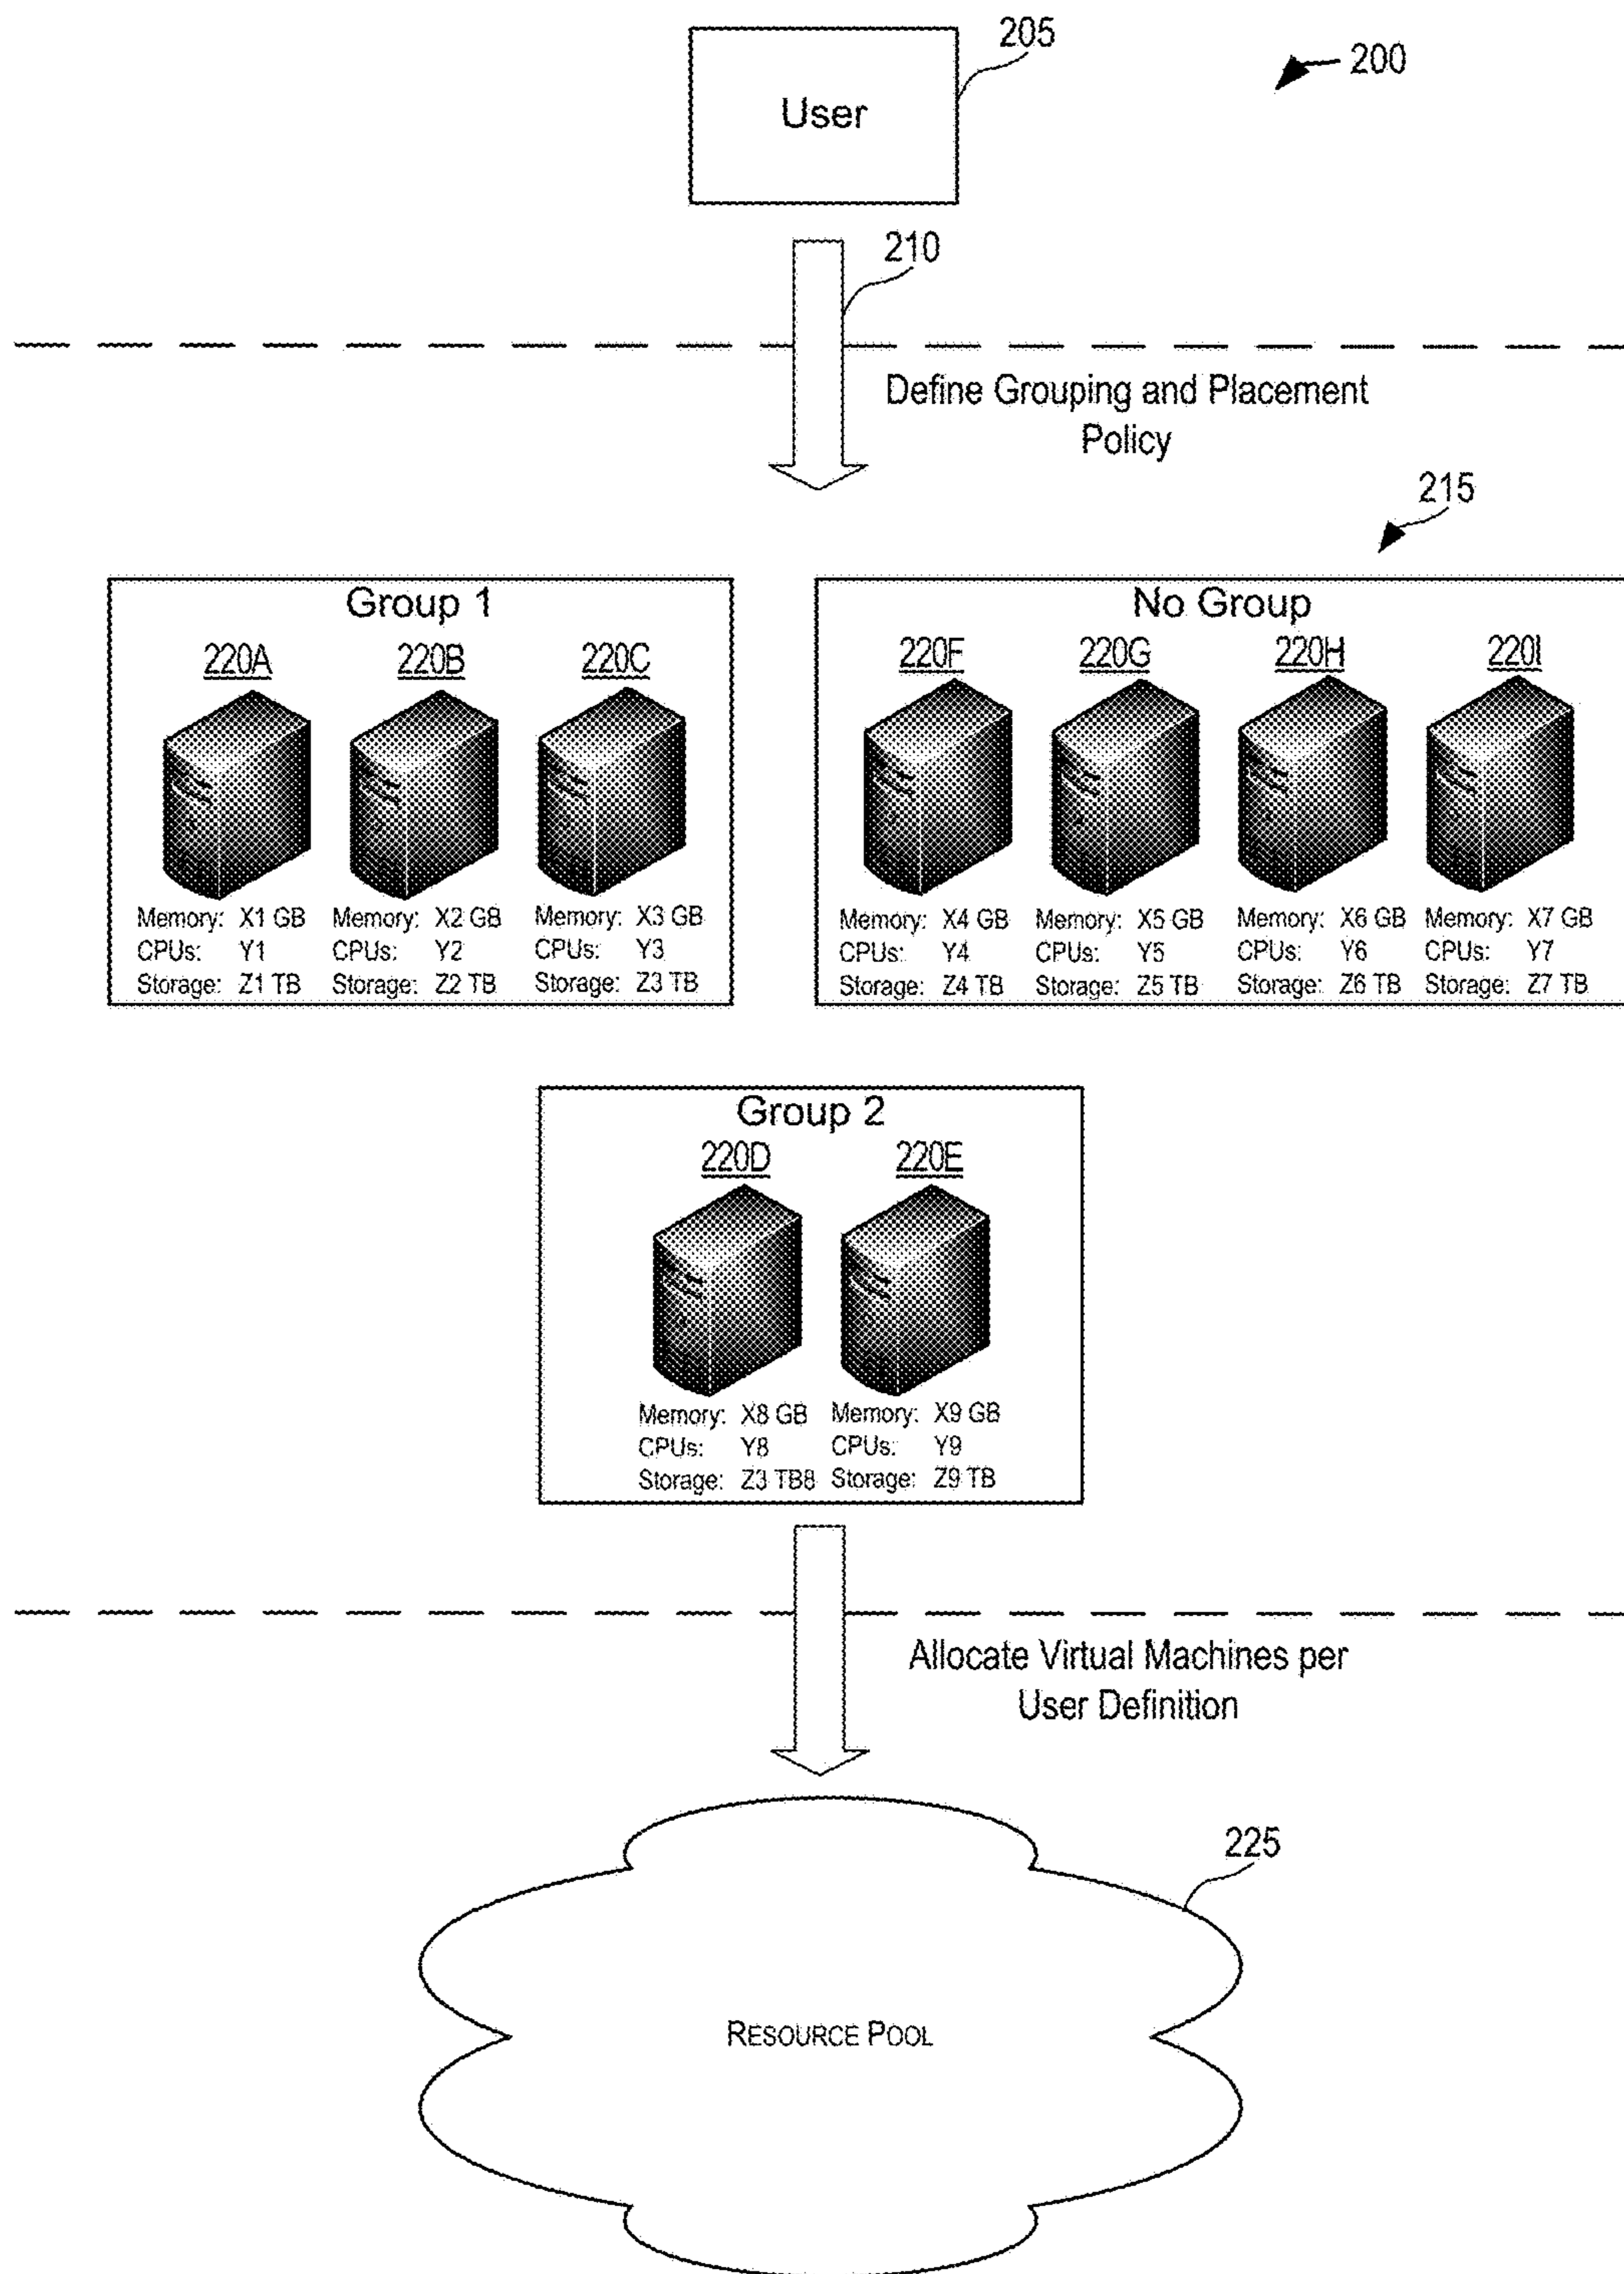 205
200
User
210
Define Grouping and Placement
Policy
215
Group 1
220A 220B 220C
Memory: X1 GB Memory: X2 GB Memory: X3 GB
CPUs: Y1 CPUs: Y2 CPUs: Y3
Storage: Z1 TB Storage: Z2 TB Storage: Z3 TB
No Group
220F 220G 220H 220I
Memory: X4 GB Memory: X5 GB Memory: X6 GB Memory: X7 GB
CPUs: Y4 CPUs: Y5 CPUs: Y6 CPUs: Y7
Storage: Z4 TB Storage: Z5 TB Storage: Z6 TB Storage: Z7 TB
Group 2
220D 220E
Memory: X8 GB Memory: X9 GB
CPUs: Y8 CPUs: Y9
Storage: Z3 TB8 Storage: Z9 TB
Allocate Virtual Machines per
User Definition
225
RESOURCE POOL